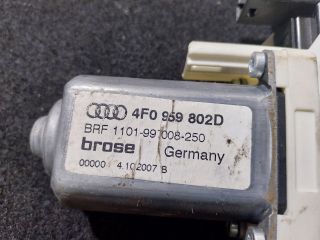 4F0 959 802D
BRF 1101-997008-250
brose Germany
00000 4.10.2007 B